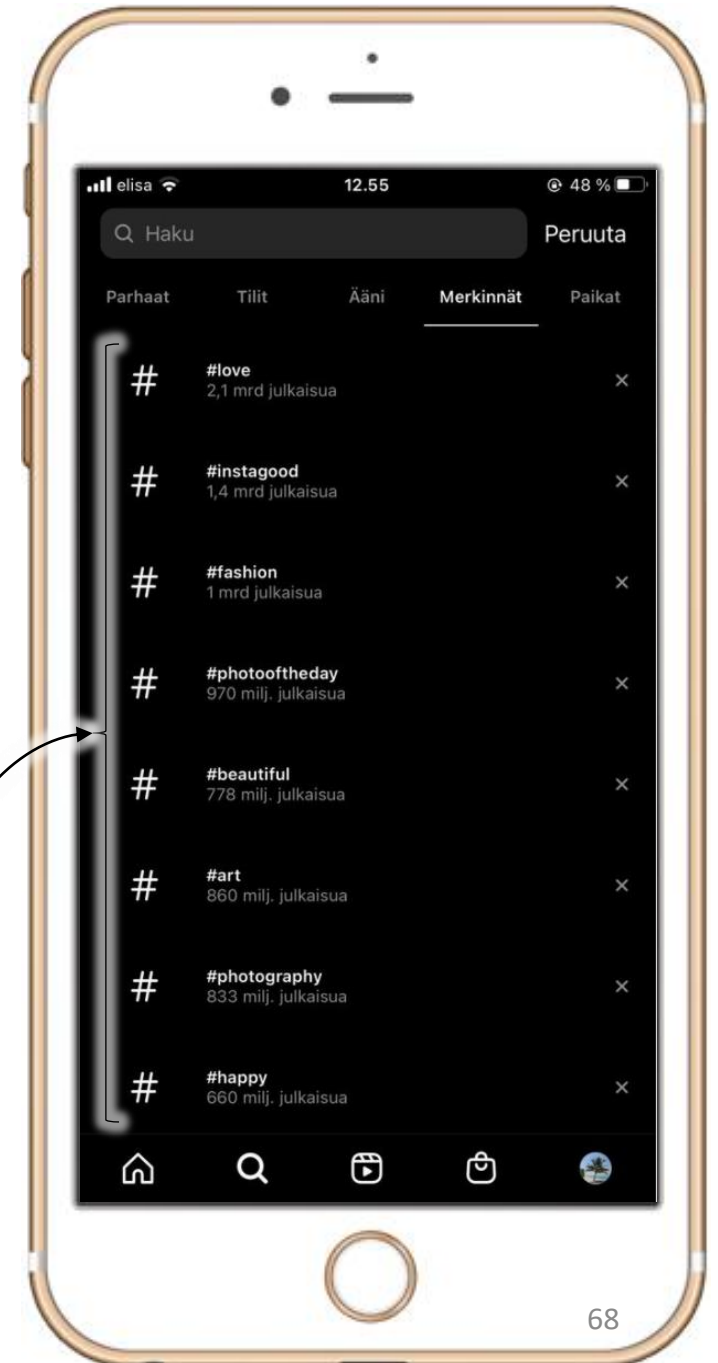 elisa 12.55 48 %
Haku Peruuta
Parhaat Tilit Ääni Merkinnät Paikat
# #love
2,1 mrd julkaisua
# #instagood
1,4 mrd julkaisua
# #fashion
1 mrd julkaisua
# #photooftheday
970 milj. julkaisua
# #beautiful
778 milj. julkaisua
# #art
860 milj. julkaisua
# #photography
833 milj. julkaisua
# #happy
660 milj. julkaisua
68